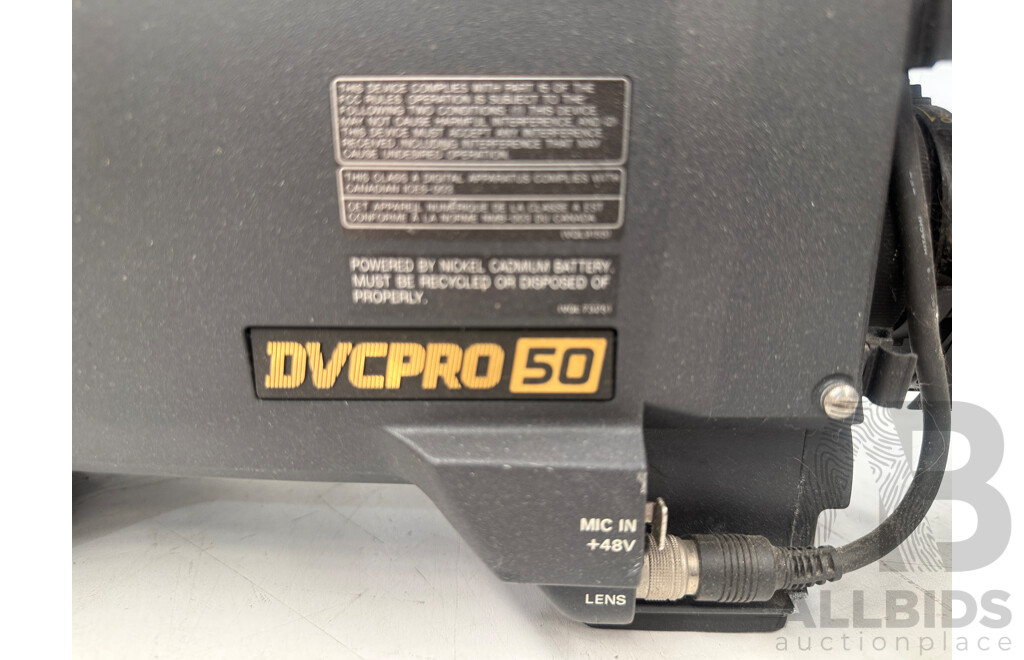 THIS DEVICE COMPLIES WITH PART 15 OF THE
FCC RULES. OPERATION IS SUBJECT TO THE
FOLLOWING TWO CONDITIONS: (1) THIS DEVICE
MAY NOT CAUSE HARMFUL INTERFERENCE, AND (2)
THIS DEVICE MUST ACCEPT ANY INTERFERENCE
RECEIVED, INCLUDING INTERFERENCE THAT MAY
CAUSE UNDESIRED OPERATION.
THIS CLASS A DIGITAL APPARATUS COMPLIES WITH
CANADIAN ICES-003.
CET APPAREIL NUMÉRIQUE DE LA CLASSE A EST
CONFORME À LA NORME NMB-003 DU CANADA.
POWERED BY NICKEL CADMIUM BATTERY.
MUST BE RECYCLED OR DISPOSED OF
PROPERLY.
DVCPRO 50
MIC IN
+48V
LENS
B
ALLBIDS
auctionplace